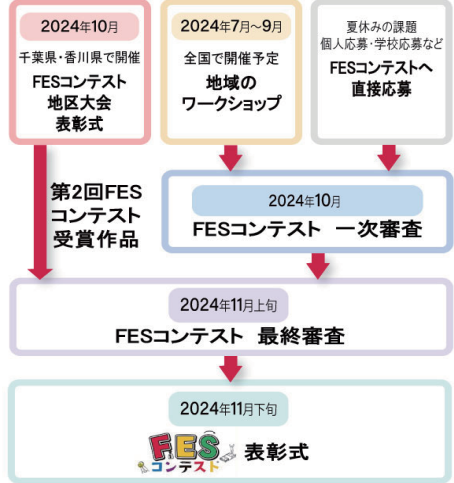 2024年10月
千葉県・香川県で開催
FESコンテスト
地区大会
表彰式
2024年7月～9月
全国で開催予定
地域の
ワークショップ
夏休みの課題
個人応募・学校応募など
FESコンテストへ
直接応募
第2回FES
コンテスト
受賞作品
2024年10月
FESコンテスト 一次審査
2024年11月上旬
FESコンテスト 最終審査
2024年11月下旬
FES
コンテスト
表彰式